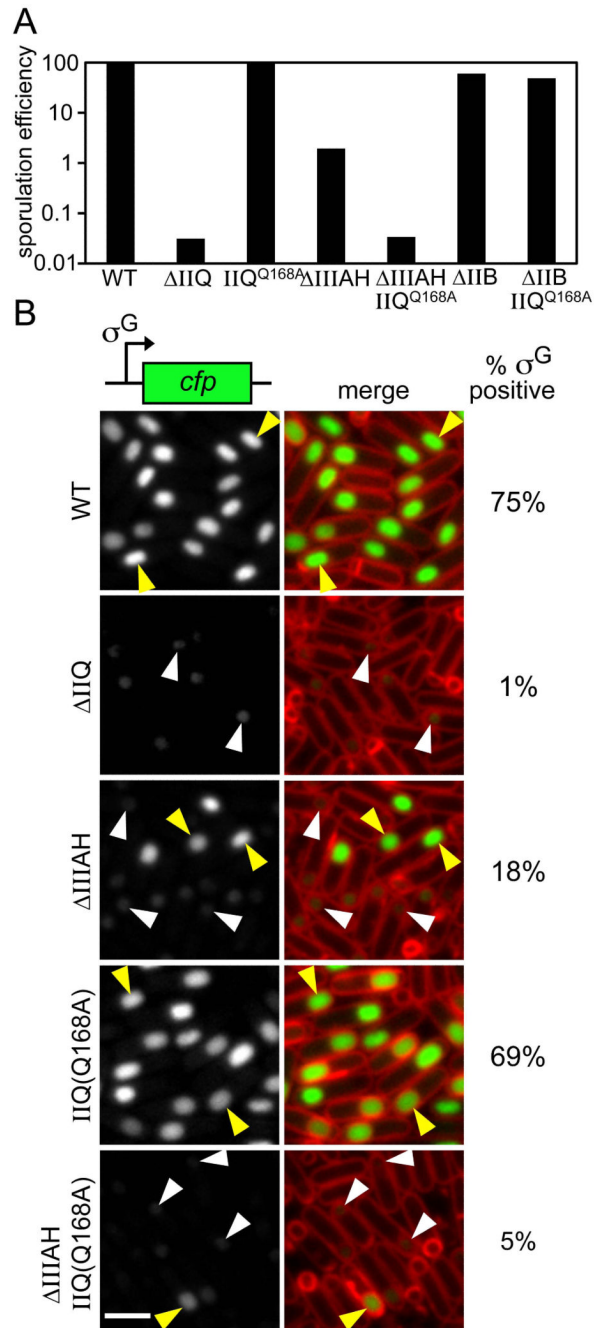 A
sporulation efficiency
100
10
1
0.1
0.01
WT
ΔIIQ
IIQQ168A
ΔIIIAH
ΔIIIAH
IIQQ168A
ΔIIB
ΔIIB
IIQQ168A
B
σG
cfp
merge
% σG
positive
WT
75%
ΔIIQ
1%
ΔIIIAH
18%
IIQ(Q168A)
69%
ΔIIIAH
IIQ(Q168A)
5%